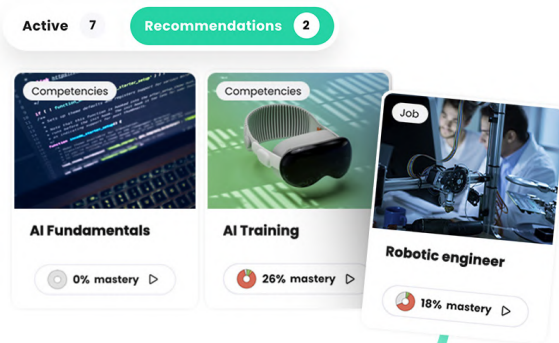 Active 7
Recommendations 2
Competencies
AI Fundamentals
0% mastery
Competencies
AI Training
26% mastery
Job
Robotic engineer
18% mastery